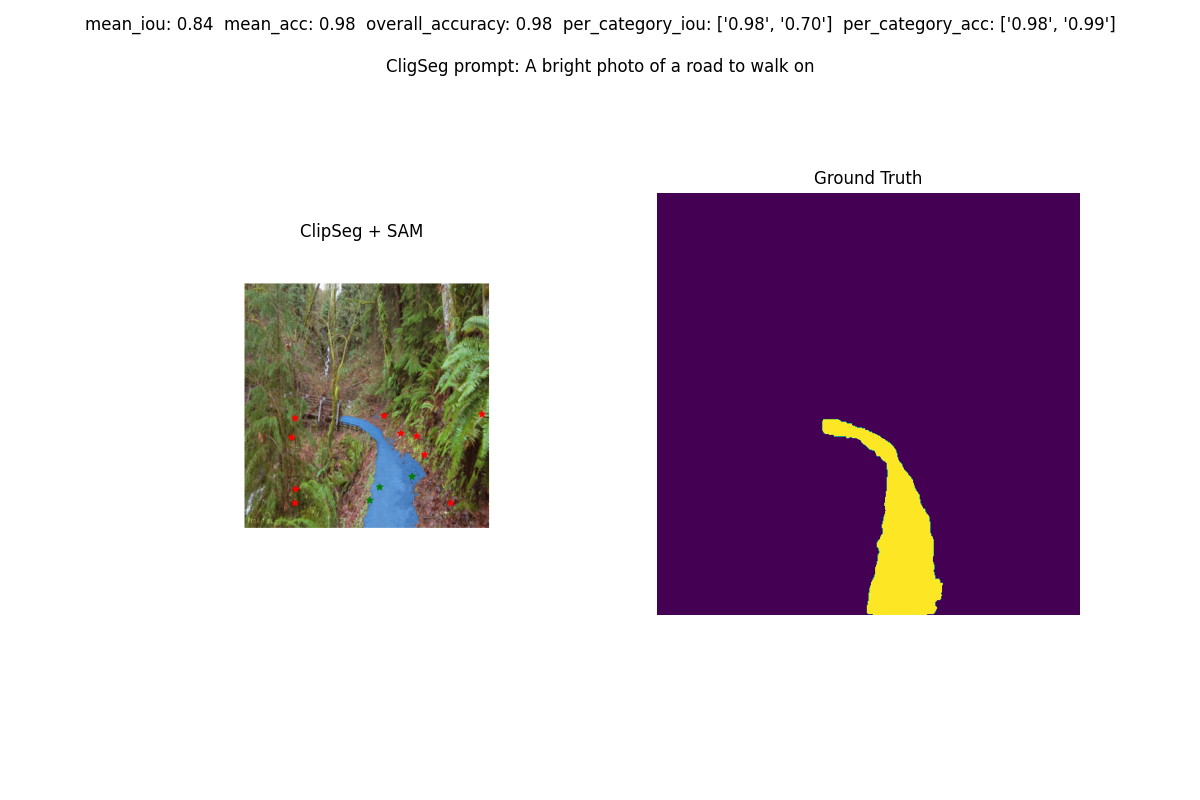 mean_iou: 0.84  mean_acc: 0.98  overall_accuracy: 0.98  per_category_iou: ['0.98', '0.70']  per_category_acc: ['0.98', '0.99']
CligSeg prompt: A bright photo of a road to walk on
Ground Truth
ClipSeg + SAM